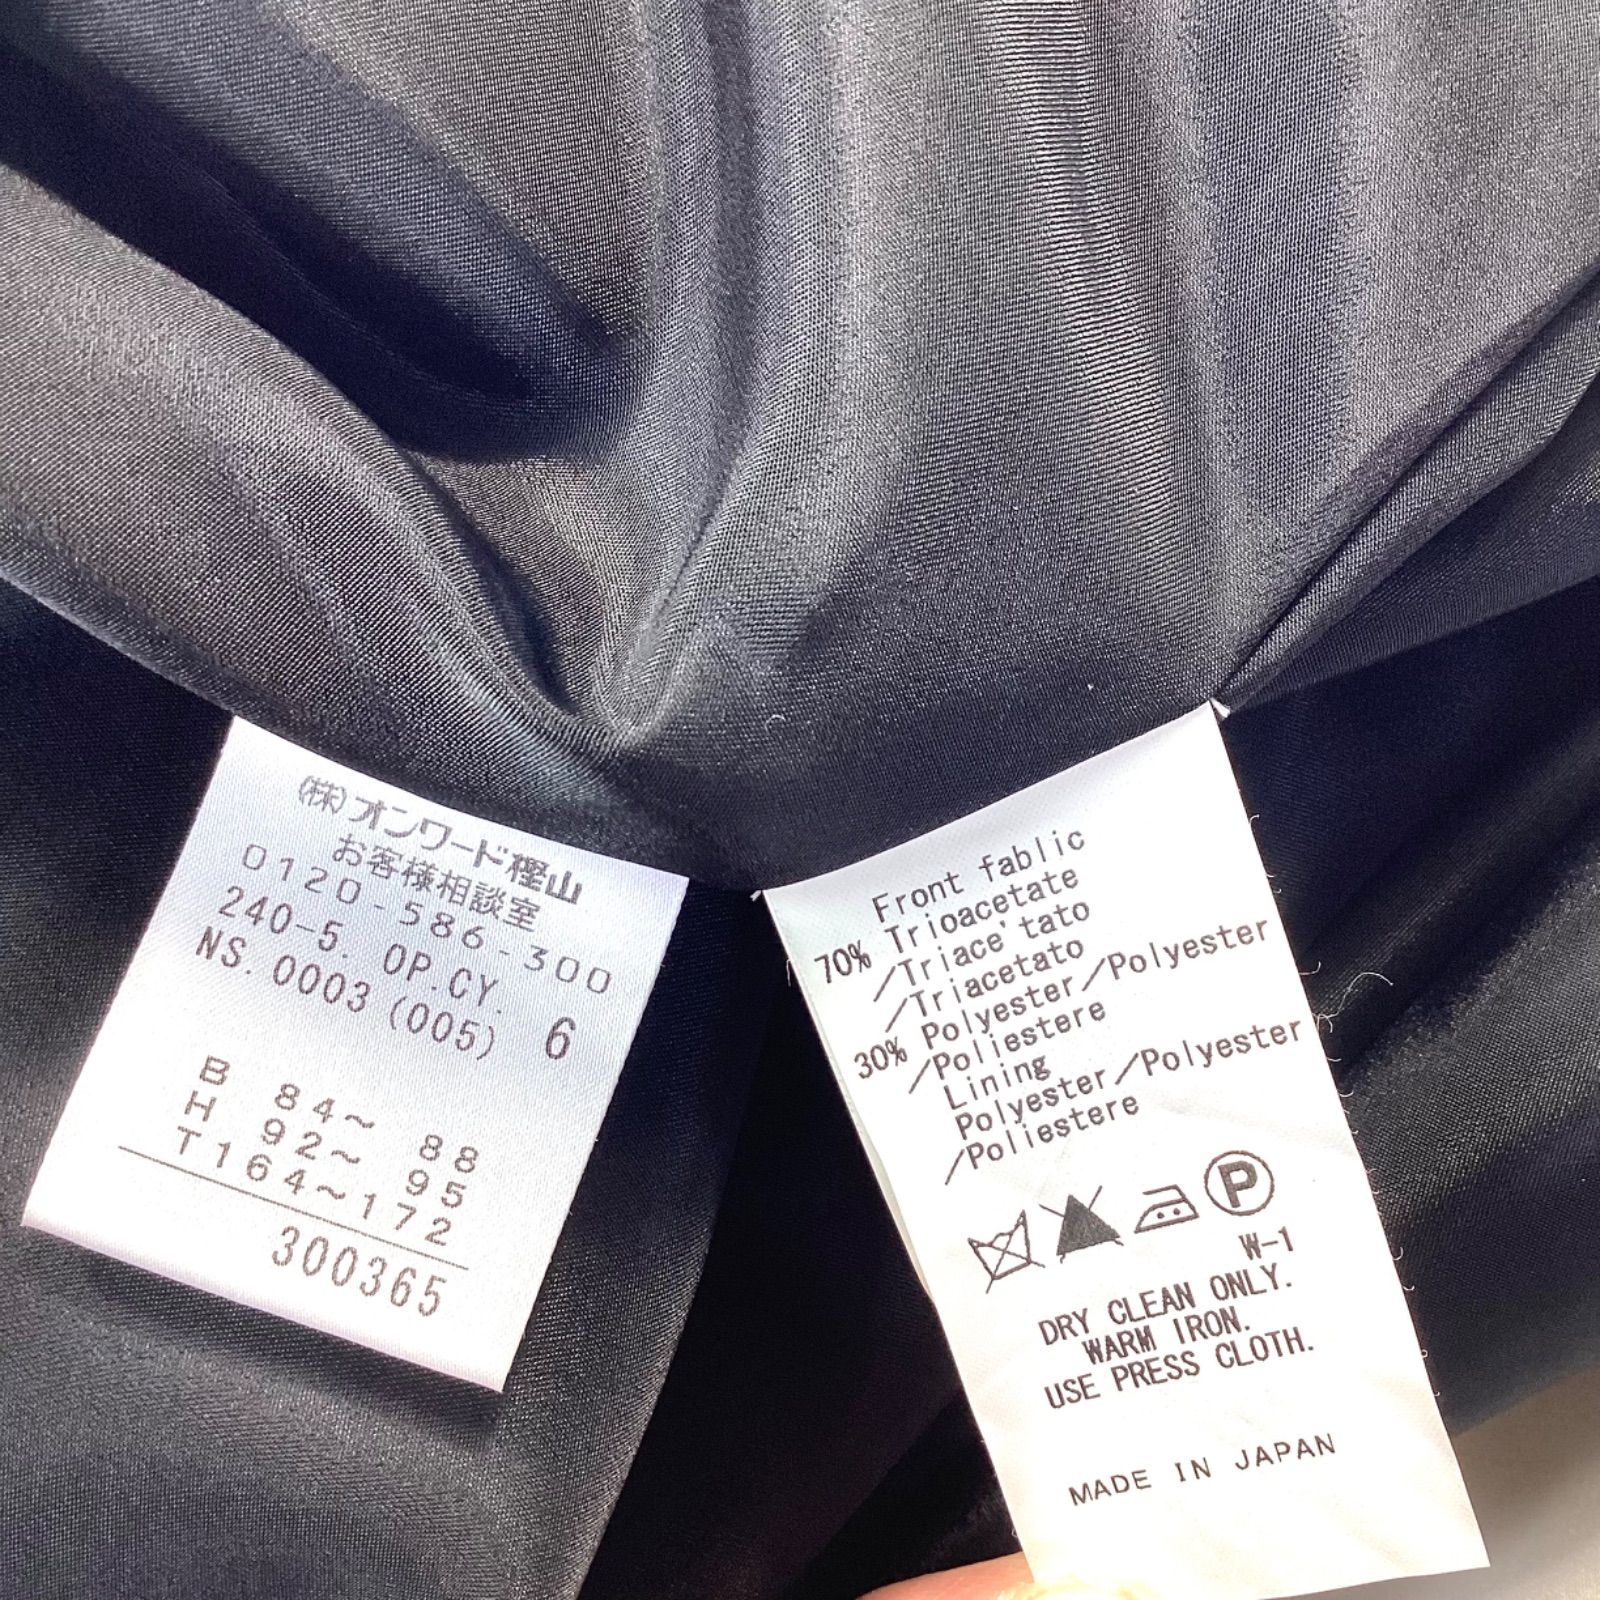 (株)オンワード樫山
お客様相談室
0120-586-300
240-5. OP.CY.
NS.0003(005) 6
B 84~ 88
H 92~ 95
T164~172
300365
Front fablic
70% Trioacetate
/Triace'tato
/Triacetato
30% Polyester/Polyester
/Poliestere
Lining
Polyester/Polyester
/Poliestere
P
W-1
DRY CLEAN ONLY.
WARM IRON.
USE PRESS CLOTH.
MADE IN JAPAN